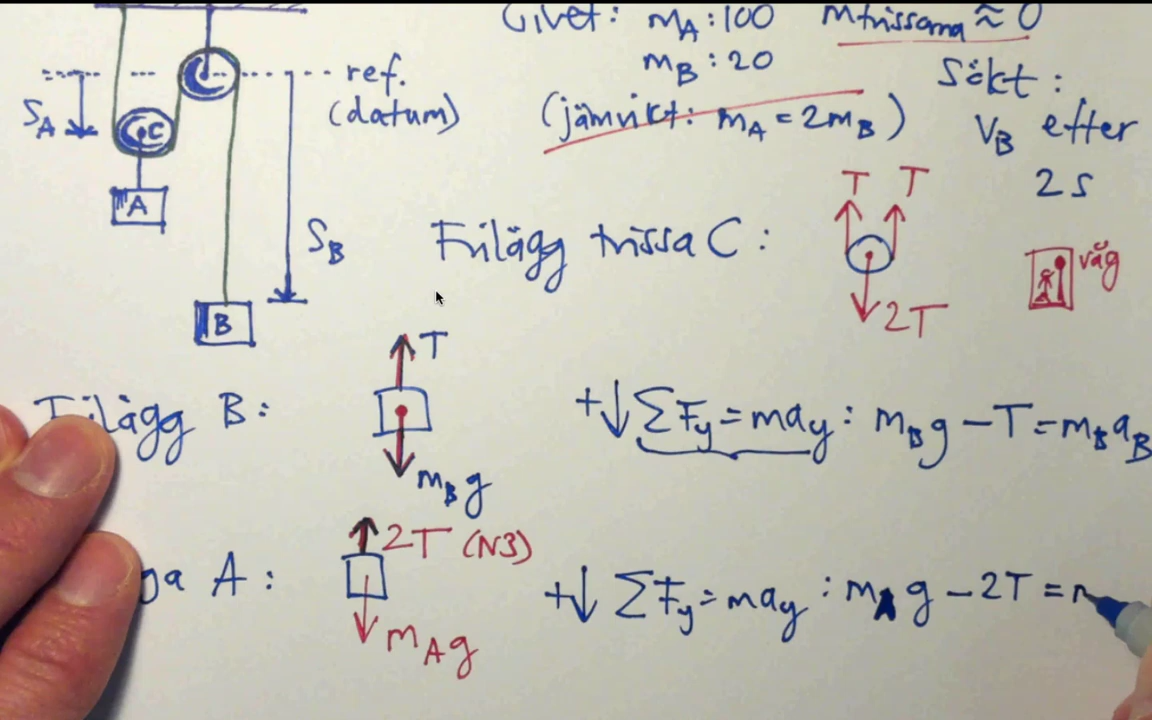 Givet: mA : 100 mtrissorna ≈ 0
mB : 20
(jämvikt: mA = 2mB)
Sökt:
VB efter
2 s
ref.
(datum)
SA
C
A
SB
B
Frilägg trissa C:
T T
2T
väg
Frilägg B:
T
mBg
+↓ ΣFy = may : mBg − T = mBaB
ga A:
2T (N3)
mAg
+↓ ΣFy = may : mAg − 2T = m